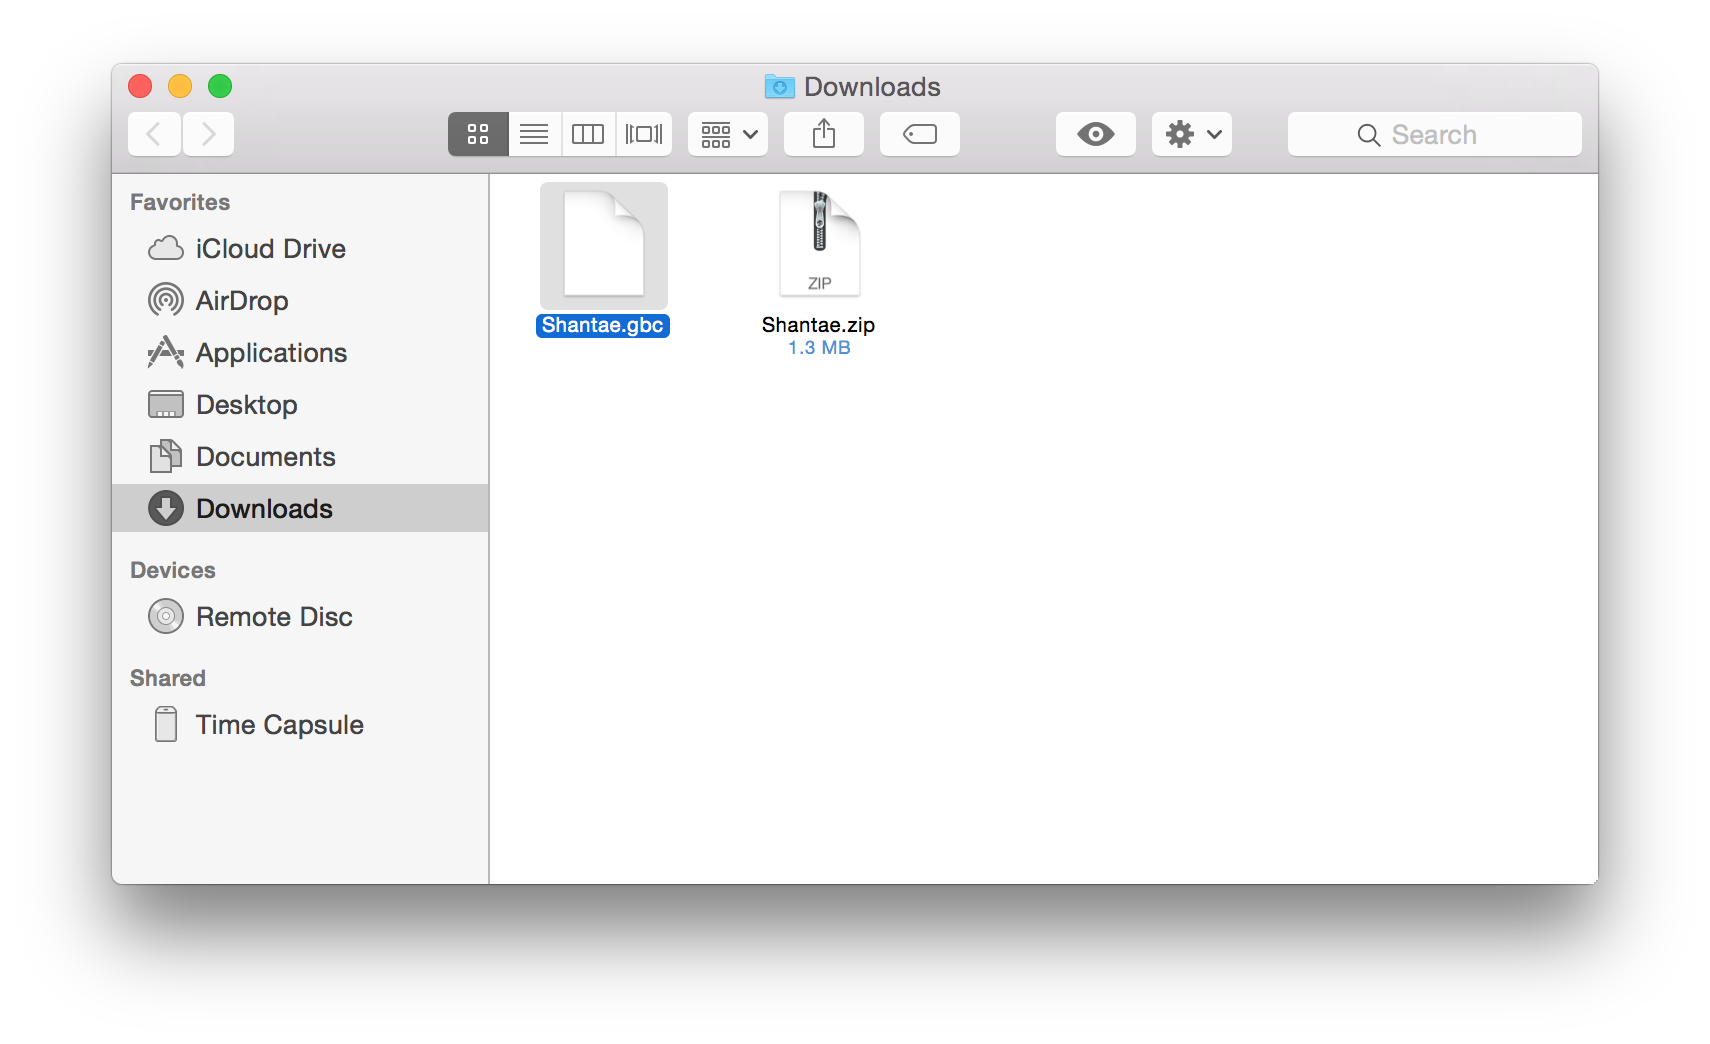 Downloads
Search
Favorites
iCloud Drive
AirDrop
Applications
Desktop
Documents
Downloads
Devices
Remote Disc
Shared
Time Capsule
Shantae.gbc
ZIP
Shantae.zip
1.3 MB